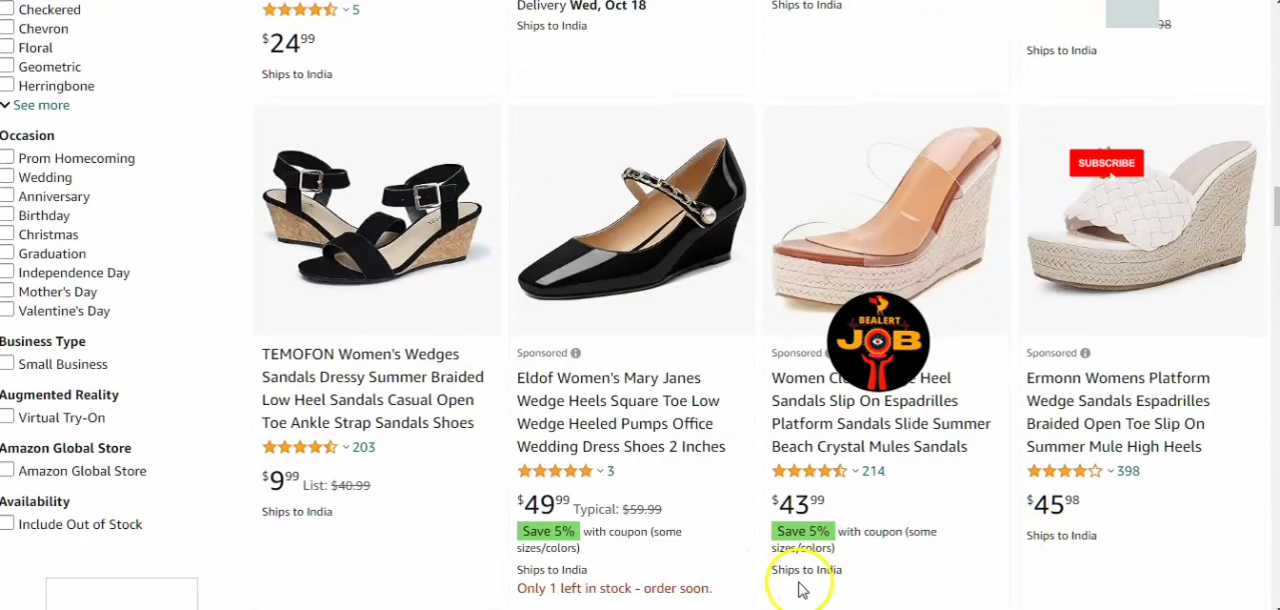 Checkered
Chevron
Floral
Geometric
Herringbone
See more
Occasion
Prom Homecoming
Wedding
Anniversary
Birthday
Christmas
Graduation
Independence Day
Mother's Day
Valentine's Day
Business Type
Small Business
Augmented Reality
Virtual Try-On
Amazon Global Store
Amazon Global Store
Availability
Include Out of Stock
5
$24 99
Ships to India
Delivery Wed, Oct 18
Ships to India
Ships to India
98
Ships to India
TEMOFON Women's Wedges
Sandals Dressy Summer Braided
Low Heel Sandals Casual Open
Toe Ankle Strap Sandals Shoes
203
$9 99 List: $40.99
Ships to India
Sponsored
Eldof Women's Mary Janes
Wedge Heels Square Toe Low
Wedge Heeled Pumps Office
Wedding Dress Shoes 2 Inches
3
$49 99 Typical: $59.99
Save 5% with coupon (some
sizes/colors)
Ships to India
Only 1 left in stock - order soon.
BEALERT
JOB
Sponsored
Women Heel
Sandals Slip On Espadrilles
Platform Sandals Slide Summer
Beach Crystal Mules Sandals
214
$43 99
Save 5% with coupon (some
sizes/colors)
Ships to India
SUBSCRIBE
Sponsored
Ermonn Womens Platform
Wedge Sandals Espadrilles
Braided Open Toe Slip On
Summer Mule High Heels
398
$45 98
Ships to India